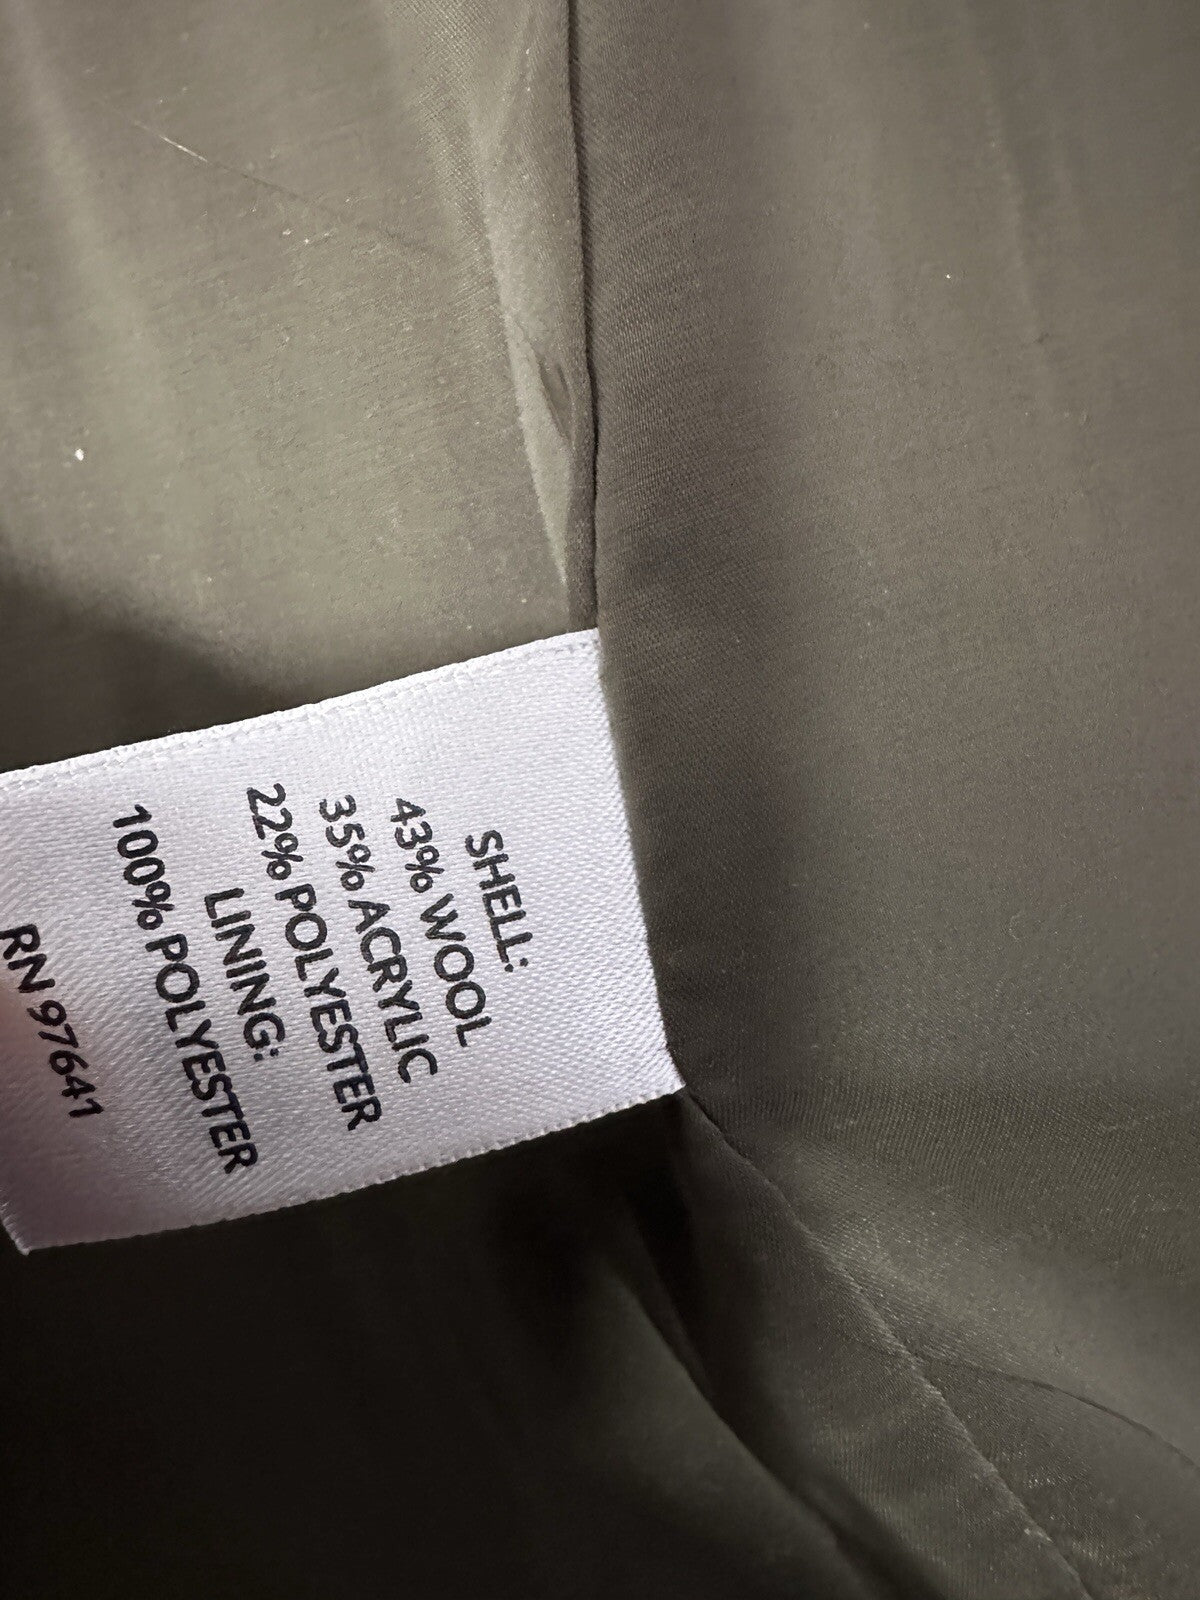 SHELL:
43% WOOL
35% ACRYLIC
22% POLYESTER
LINING:
100% POLYESTER
RN 97641